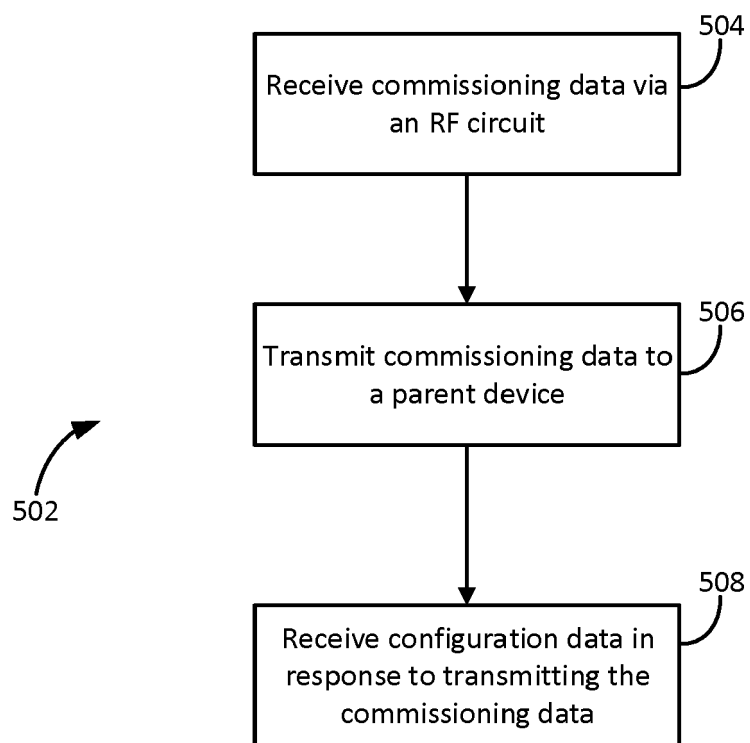 504
Receive commissioning data via
an RF circuit
506
Transmit commissioning data to
a parent device
502
508
Receive configuration data in
response to transmitting the
commissioning data